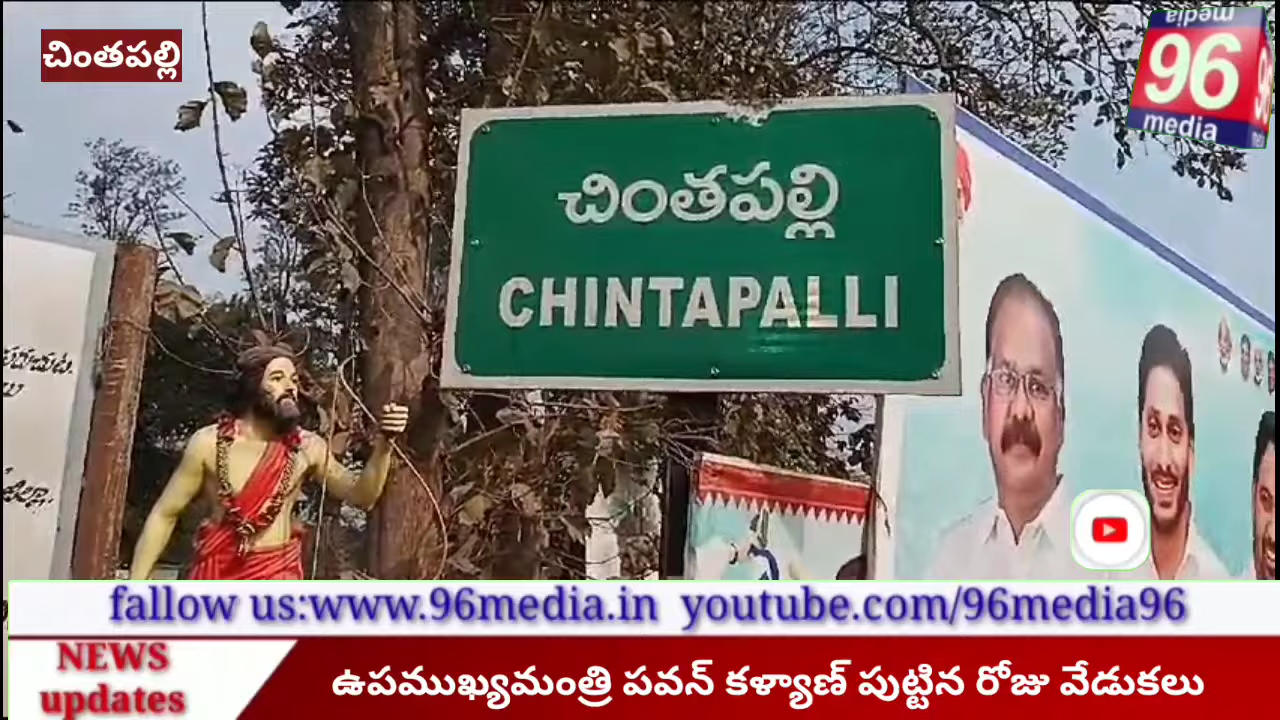 చింతపల్లి
media
96
media
చింతపల్లి
CHINTAPALLI
fallow us:www.96media.in youtube.com/96media96
NEWS
updates
ఉపముఖ్యమంత్రి పవన్ కళ్యాణ్ పుట్టిన రోజు వేడుకలు